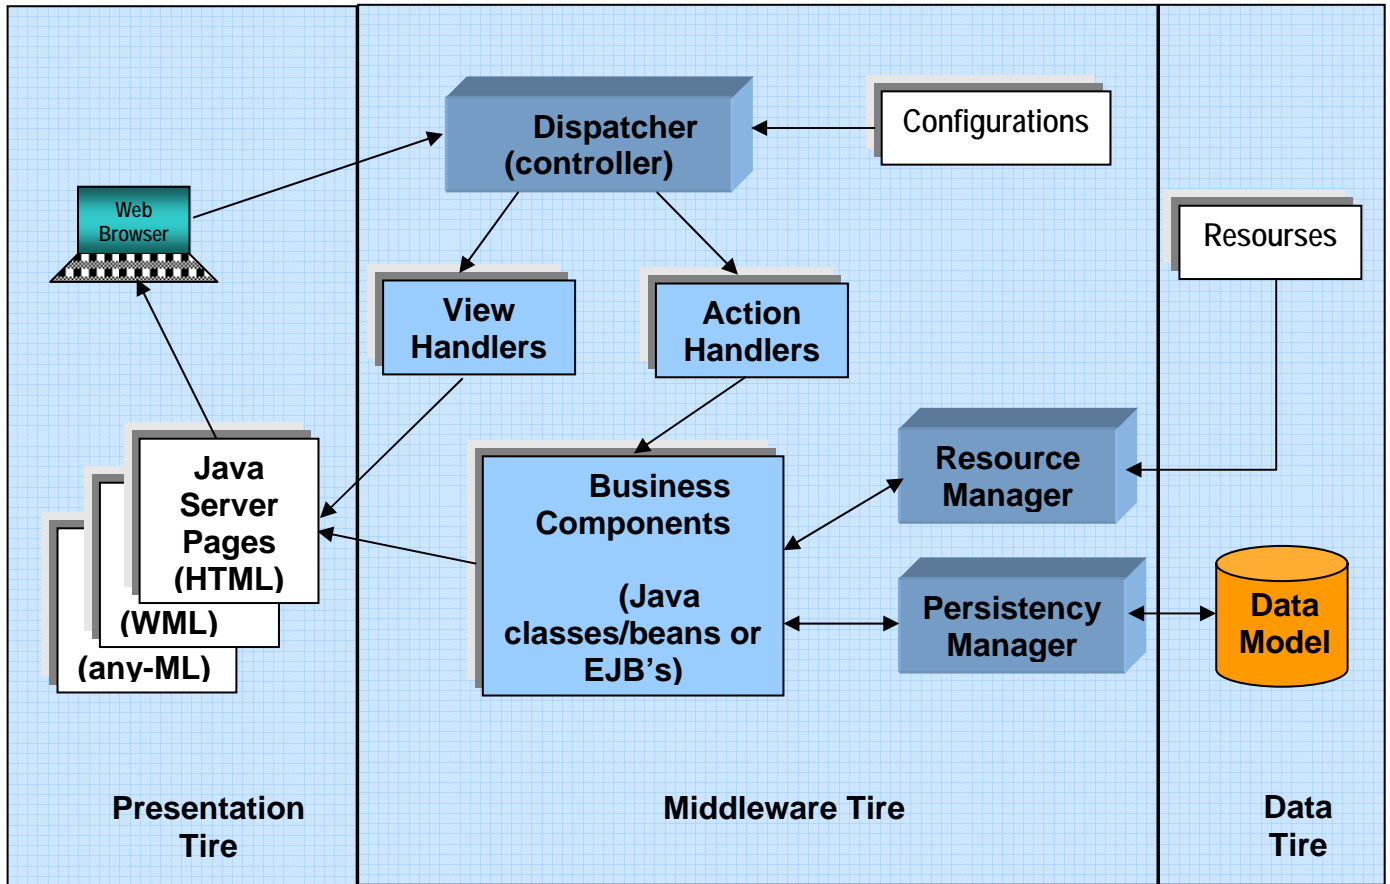 Dispatcher
(controller)
Configurations
Web
Browser
Resourses
View
Handlers
Action
Handlers
Java
Server
Pages
(HTML)
(WML)
(any-ML)
Business
Components
(Java
classes/beans or
EJB's)
Resource
Manager
Persistency
Manager
Data
Model
Presentation
Tire
Middleware Tire
Data
Tire